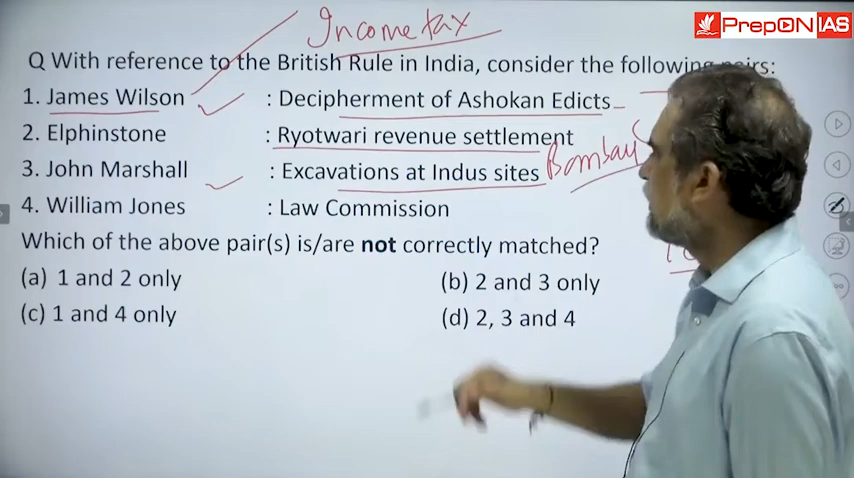 PrepON IAS
Income tax
Q With reference to the British Rule in India, consider the following pairs:
1. James Wilson : Decipherment of Ashokan Edicts
2. Elphinstone : Ryotwari revenue settlement
3. John Marshall : Excavations at Indus sites Bombay
4. William Jones : Law Commission
Which of the above pair(s) is/are not correctly matched?
(a) 1 and 2 only (b) 2 and 3 only
(c) 1 and 4 only (d) 2, 3 and 4